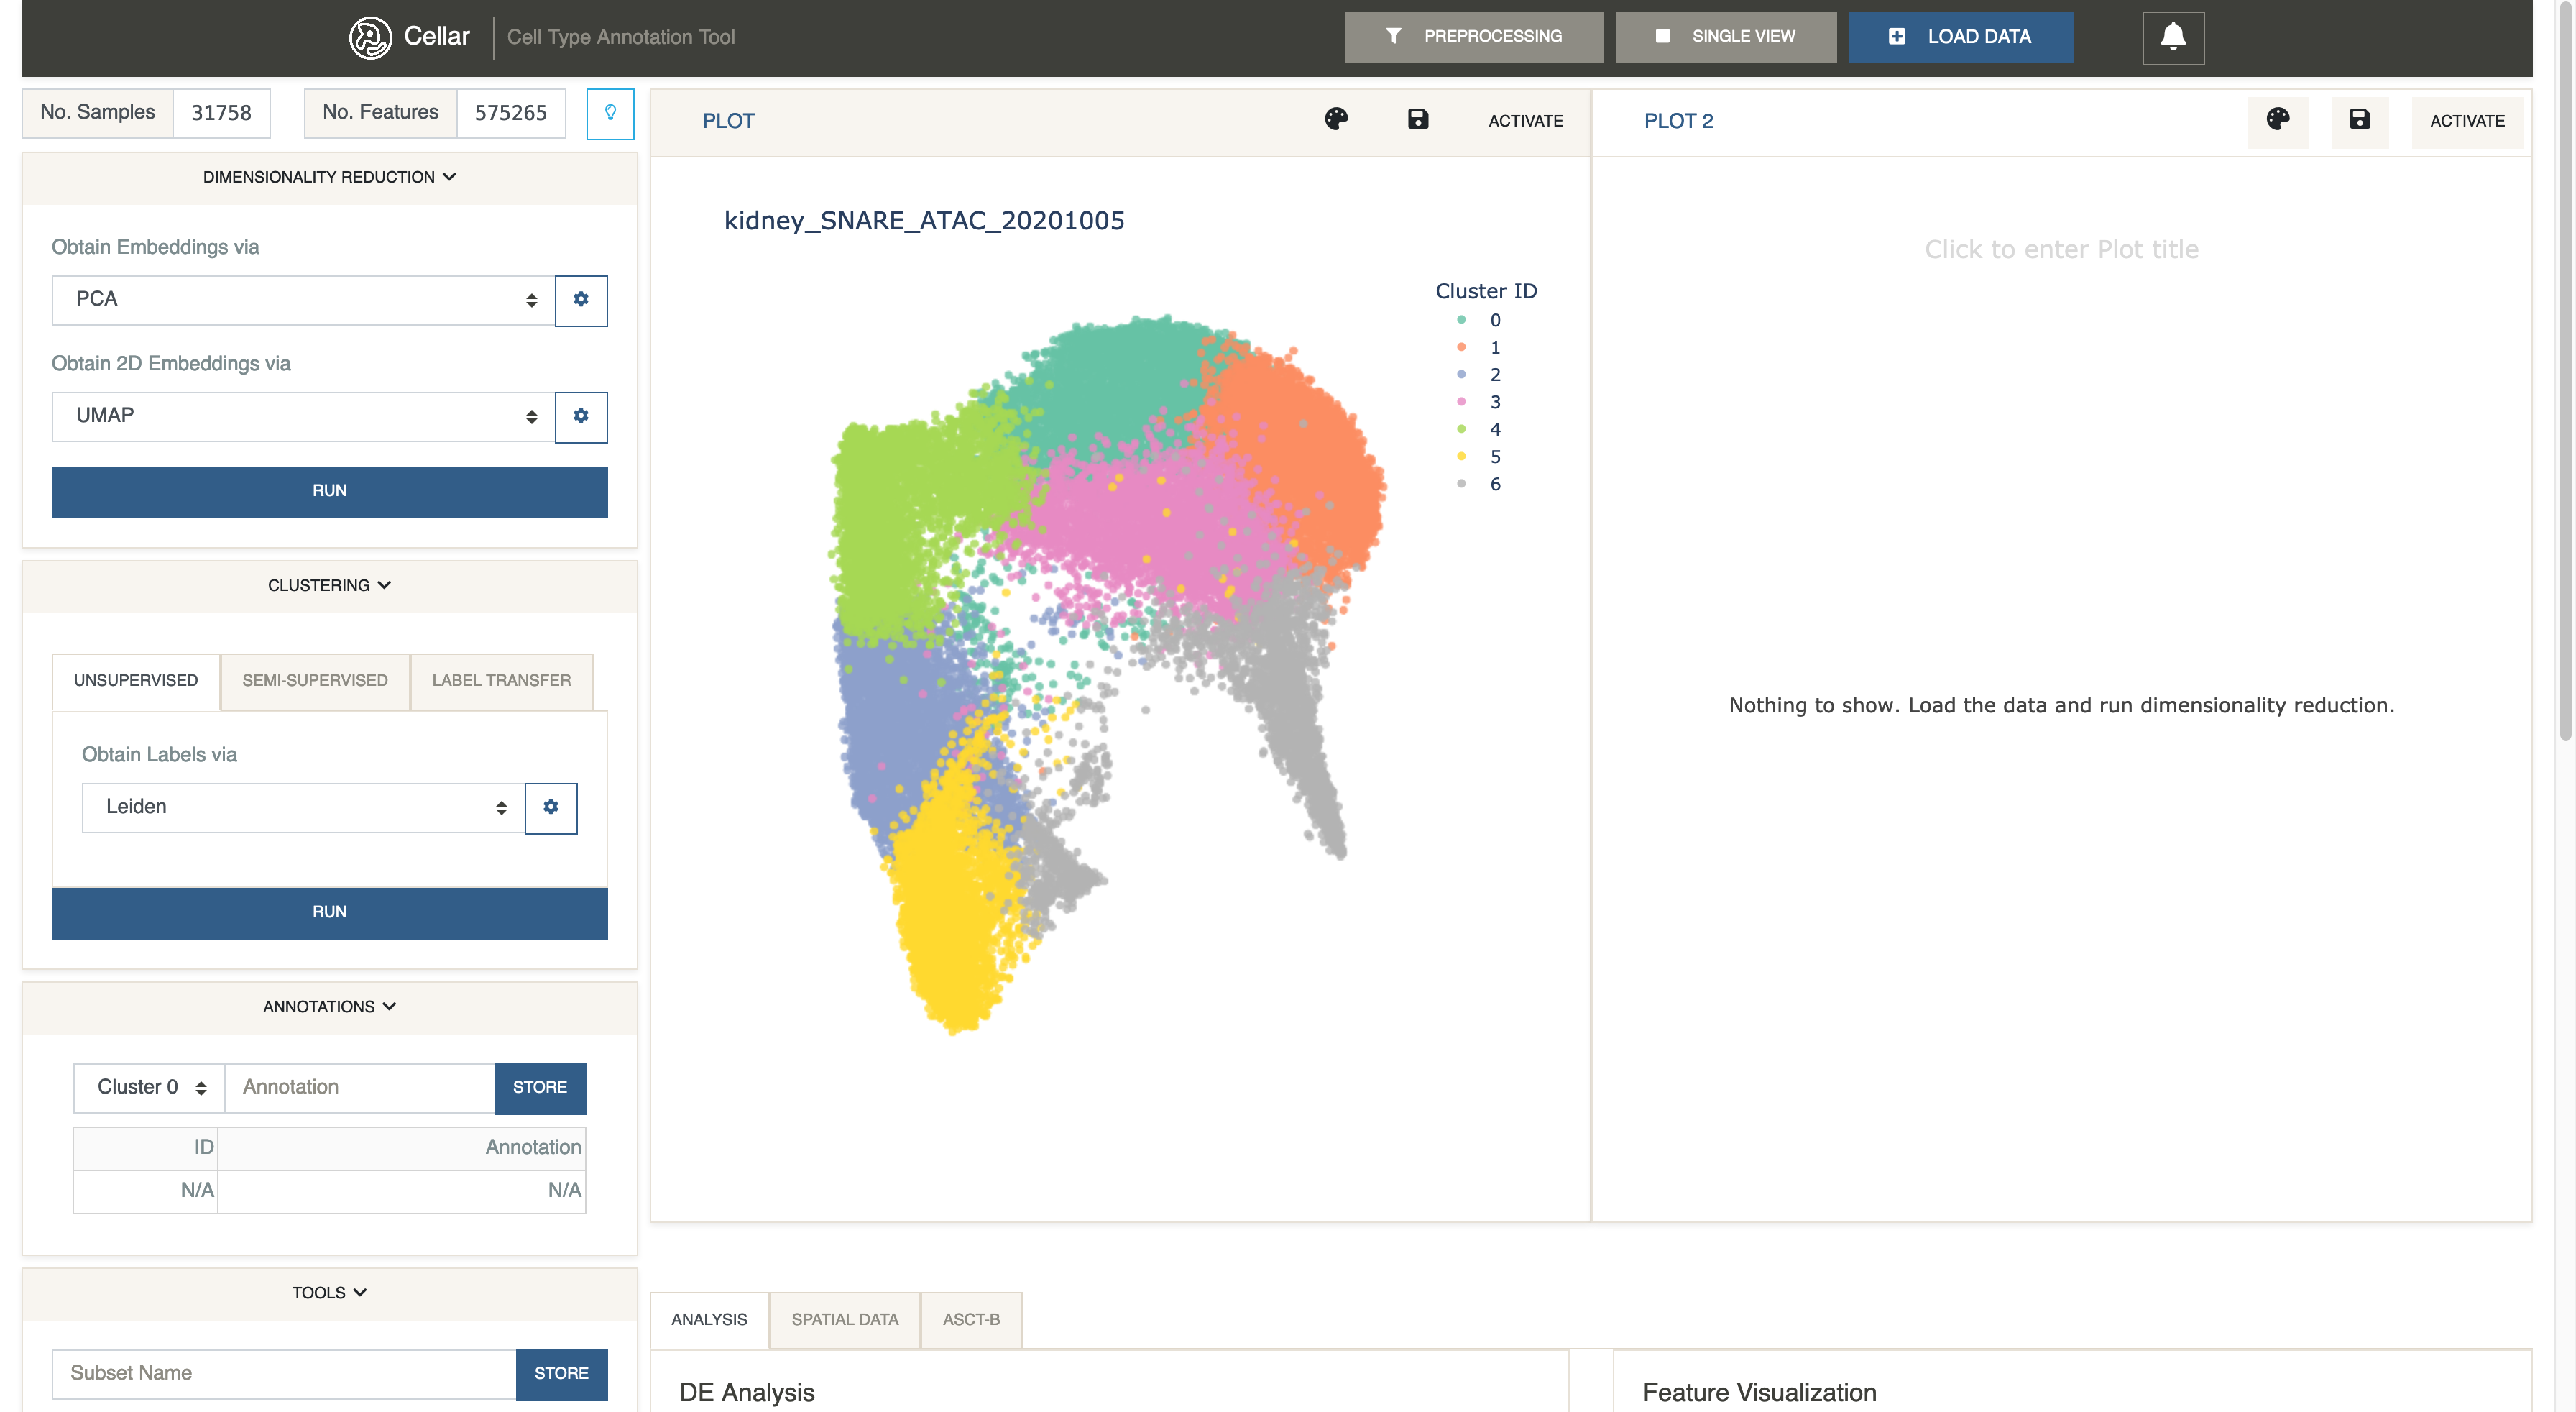 Cellar
Cell Type Annotation Tool
PREPROCESSING
SINGLE VIEW
LOAD DATA
No. Samples 31758
No. Features 575265
DIMENSIONALITY REDUCTION
Obtain Embeddings via
PCA
Obtain 2D Embeddings via
UMAP
RUN
CLUSTERING
UNSUPERVISED
SEMI-SUPERVISED
LABEL TRANSFER
Obtain Labels via
Leiden
RUN
ANNOTATIONS
Cluster 0
Annotation
STORE
ID Annotation
N/A N/A
TOOLS
Subset Name
STORE
PLOT
ACTIVATE
kidney_SNARE_ATAC_20201005
Cluster ID
0
1
2
3
4
5
6
PLOT 2
ACTIVATE
Click to enter Plot title
Nothing to show. Load the data and run dimensionality reduction.
ANALYSIS
SPATIAL DATA
ASCT-B
DE Analysis
Feature Visualization